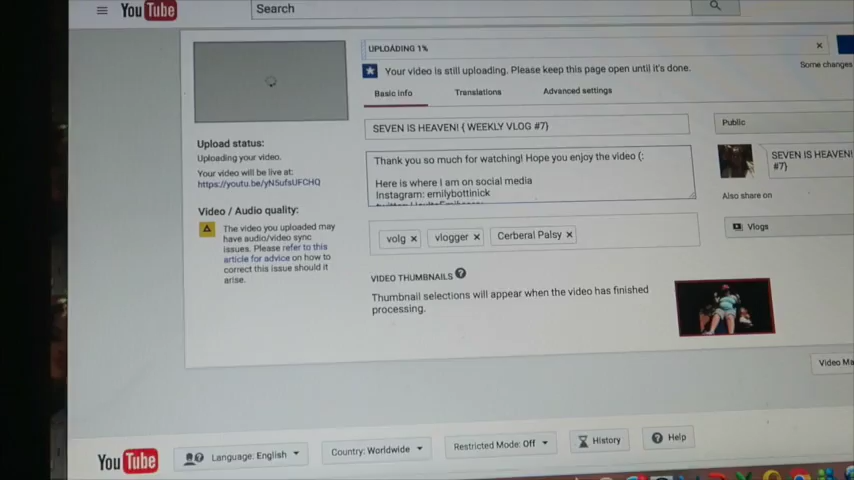 YouTube
Search
UPLOADING 1%
Your video is still uploading. Please keep this page open until it's done.
Some changes
Basic info
Translations
Advanced settings
SEVEN IS HEAVEN! { WEEKLY VLOG #7}
Public
Thank you so much for watching! Hope you enjoy the video (:
Here is where I am on social media
Instagram: emilybottinick
SEVEN IS HEAVEN!
#7}
Also share on
Vlogs
Upload status:
Uploading your video.
Your video will be live at:
https://youtu.be/yN5ufsUFCHQ
Video / Audio quality:
The video you uploaded may
have audio/video sync
issues. Please refer to this
article for advice on how to
correct this issue should it
arise.
volg
vlogger
Cerberal Palsy
VIDEO THUMBNAILS
Thumbnail selections will appear when the video has finished
processing.
Video Ma
YouTube
Language: English
Country: Worldwide
Restricted Mode: Off
History
Help